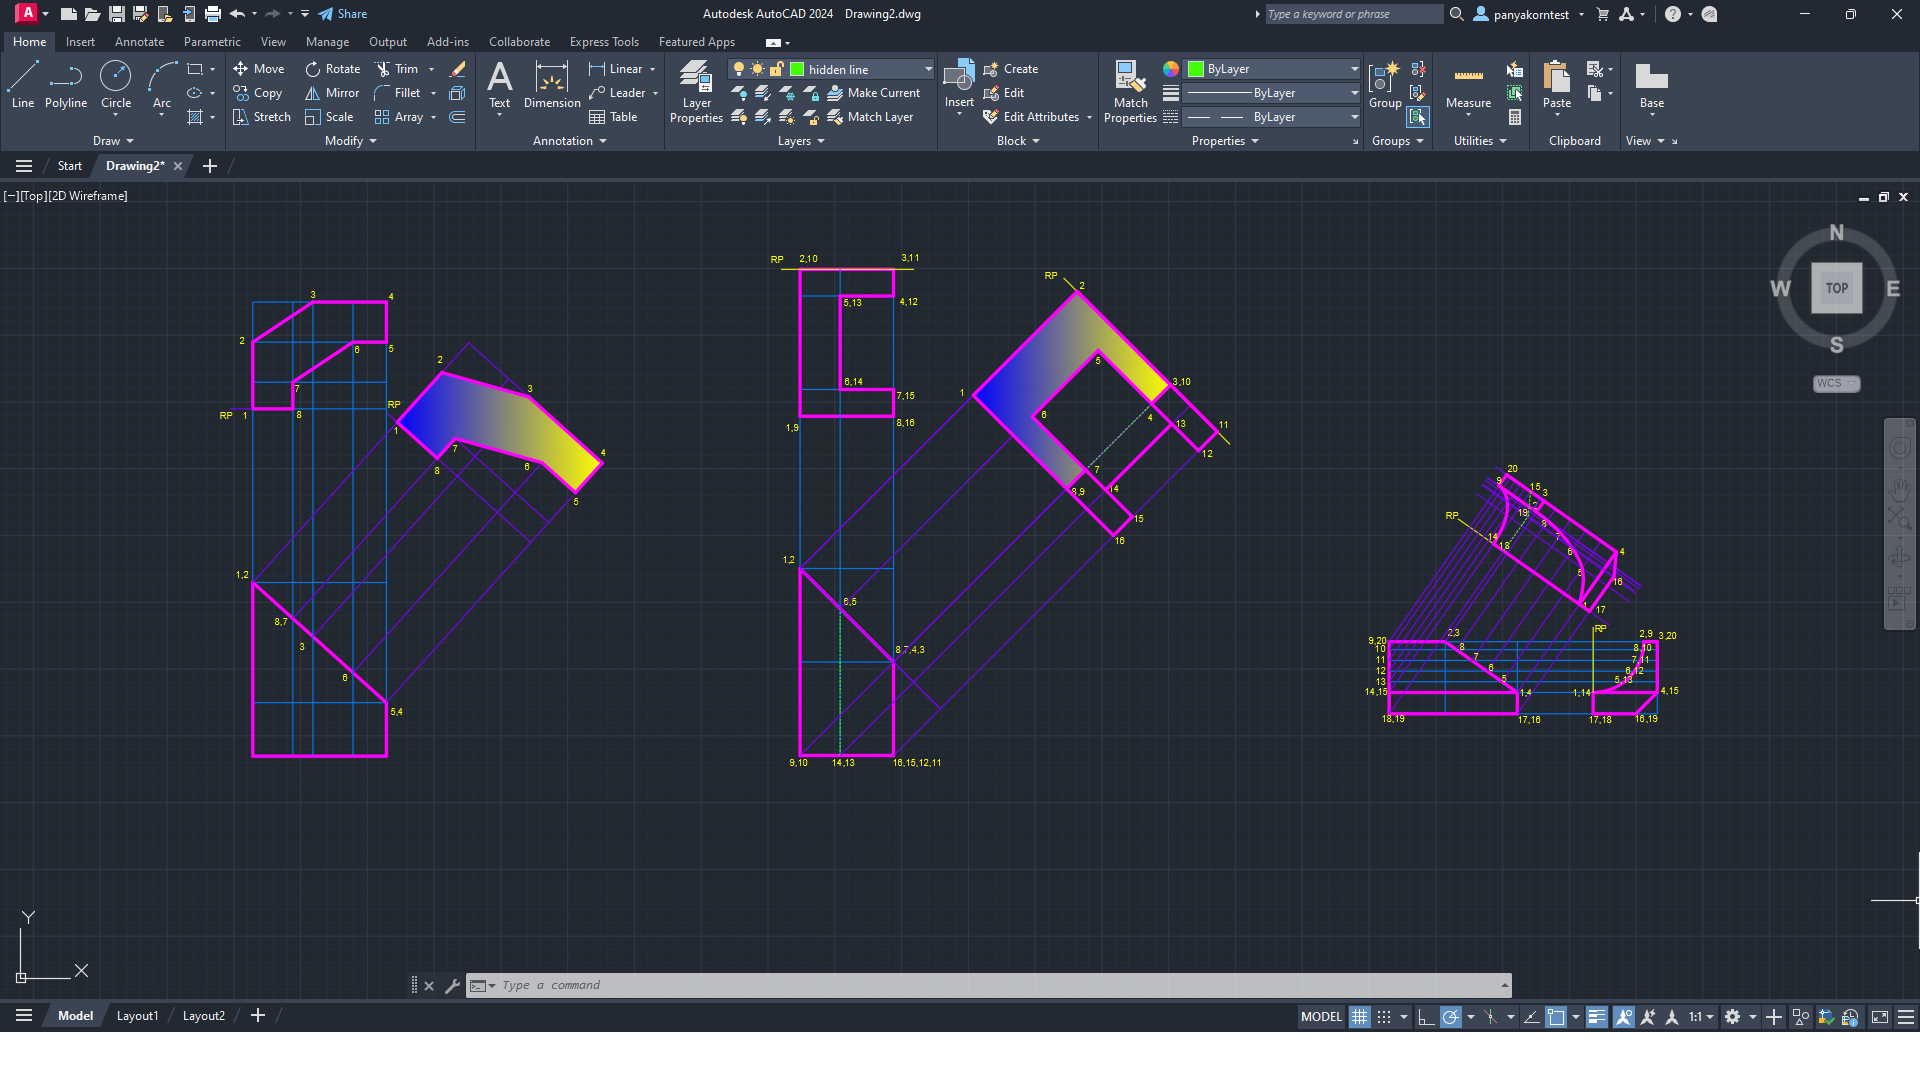 A Share Autodesk AutoCAD 2024 Drawing2.dwg Type a keyword or phrase panyakorntest
Home Insert Annotate Parametric View Manage Output Add-ins Collaborate Express Tools Featured Apps
Line Polyline Circle Arc
Move Rotate Trim
Copy Mirror Fillet
Stretch Scale Array
Text Dimension
Linear
Leader
Table
Layer Properties
hidden line
Make Current
Match Layer
Insert
Create
Edit
Edit Attributes
Match Properties
ByLayer
ByLayer
ByLayer
Group Measure Paste Base
Draw Modify Annotation Layers Block Properties Groups Utilities Clipboard View
Start Drawing2* 
[−][Top][2D Wireframe]
N
W TOP E
S
WCS
3 4
2
6 5
7
RP 1 8
1,2
8,7
3
6
5,4
2
3
RP
1
7
8 6
4
5
RP 2,10 3,11
5,13 4,12
6,14
7,15
1,9 8,16
1,2
6,5
8,7,4,3
9,10 14,13 16,15,12,11
RP 2
5
3,10
1
6 4 13 11
12
7
8,9 14
15
16
20
9 15 3
RP 19 2
8
14 7
18 6 4
5 16
1 17
9,20 2,3
10 8
11 7
12 6
13 5
14,15 1,4
18,19 17,16
RP 2,9 3,20
8,10
7,11
6,12
5,13
1,14 4,15
17,18 16,19
Y
X
Type a command
Model Layout1 Layout2 MODEL 1:1